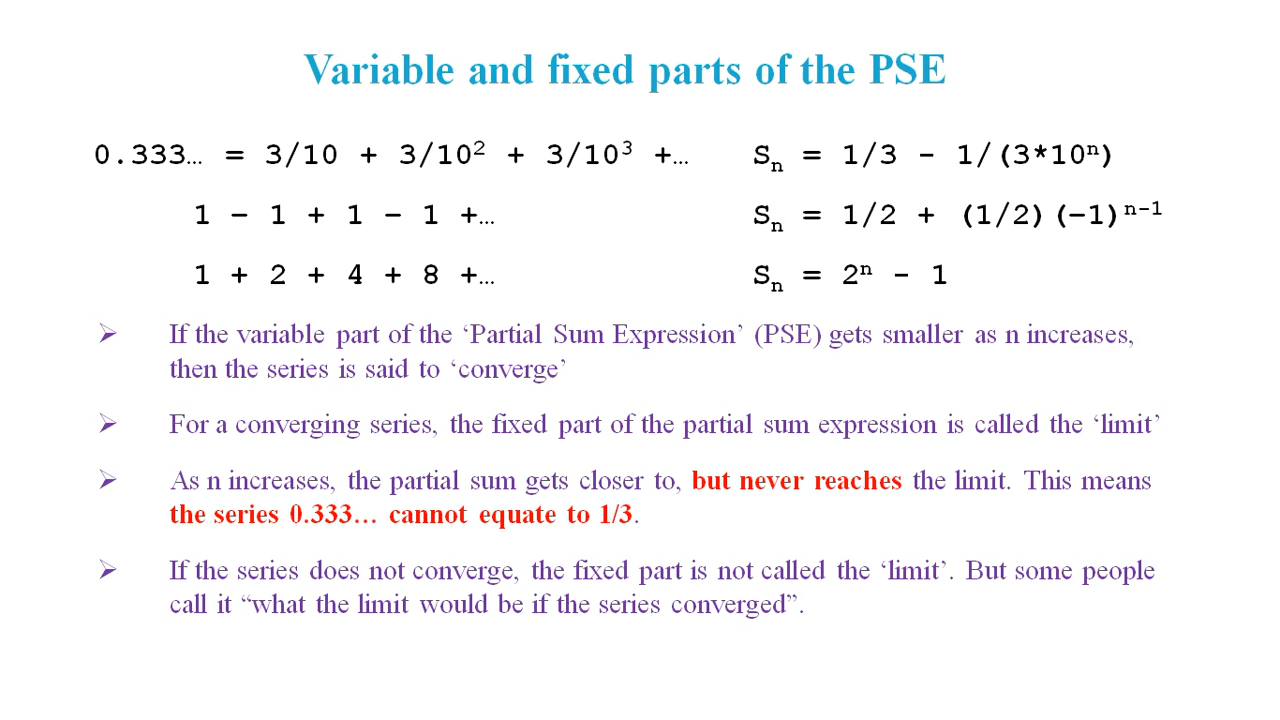 Variable and fixed parts of the PSE
0.333… = 3/10 + 3/10² + 3/10³ +… Sₙ = 1/3 - 1/(3*10ⁿ)
1 – 1 + 1 – 1 +… Sₙ = 1/2 + (1/2)(–1)ⁿ⁻¹
1 + 2 + 4 + 8 +… Sₙ = 2ⁿ - 1
➢ If the variable part of the ‘Partial Sum Expression’ (PSE) gets smaller as n increases,
then the series is said to ‘converge’
➢ For a converging series, the fixed part of the partial sum expression is called the ‘limit’
➢ As n increases, the partial sum gets closer to, but never reaches the limit. This means
the series 0.333… cannot equate to 1/3.
➢ If the series does not converge, the fixed part is not called the ‘limit’. But some people
call it “what the limit would be if the series converged”.